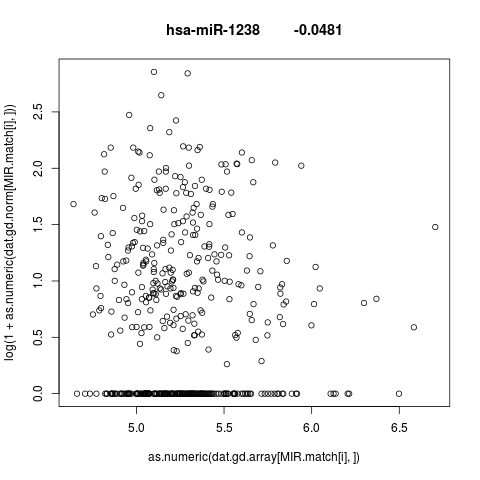 hsa-miR-1238 -0.0481
log(1 + as.numeric(dat.gd.norm[MIR.match[i], ]))
2.5
2.0
1.5
1.0
0.5
0.0
5.0 5.5 6.0 6.5
as.numeric(dat.gd.array[MIR.match[i], ])